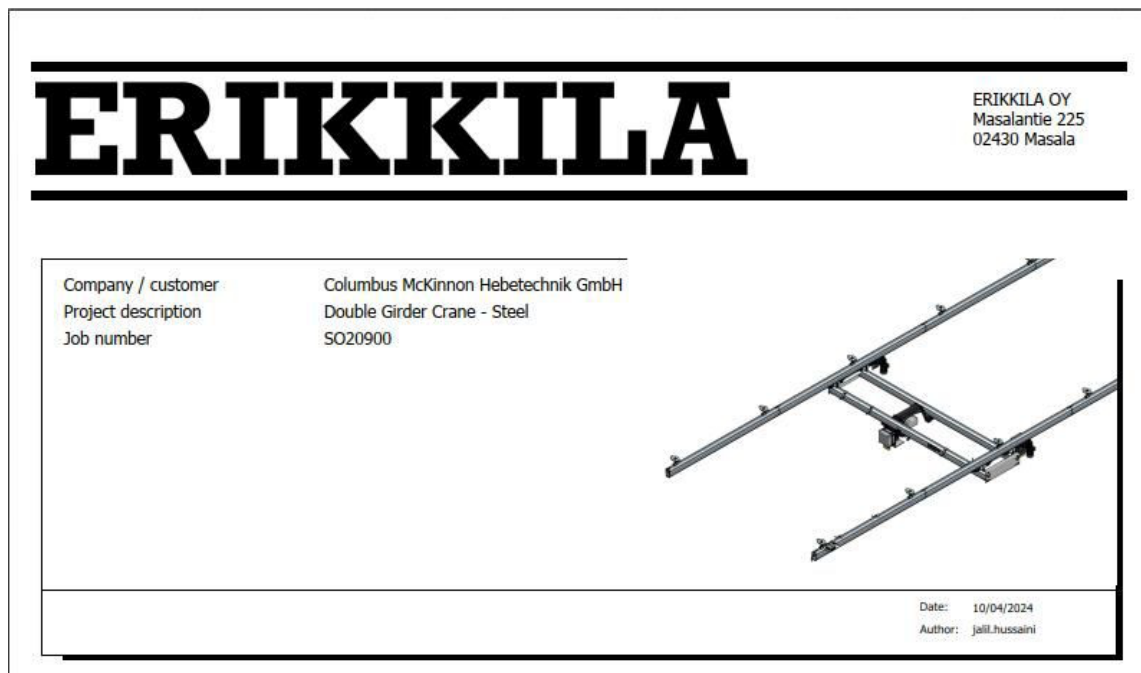 ERIKKILA
ERIKKILA OY
Masalantie 225
02430 Masala
Company / customer Columbus McKinnon Hebetechnik GmbH
Project description Double Girder Crane - Steel
Job number SO20900
Date: 10/04/2024
Author: jalil.hussaini